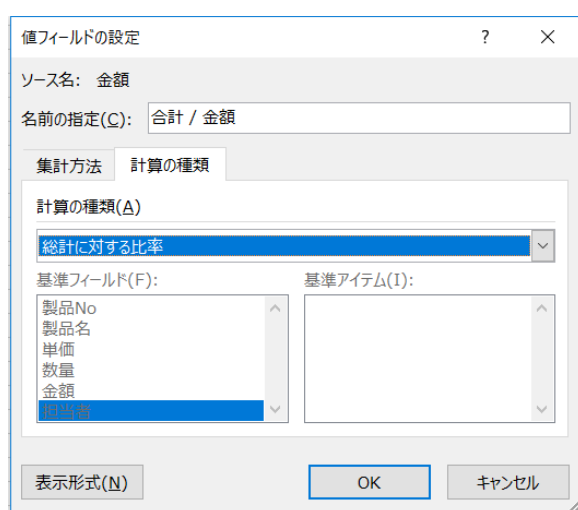 値フィールドの設定 ? ×
ソース名: 金額
名前の指定(C): 合計 / 金額
集計方法 計算の種類
計算の種類(A)
総計に対する比率
基準フィールド(F): 基準アイテム(I):
製品No
製品名
単価
数量
金額
担当者
表示形式(N) OK キャンセル